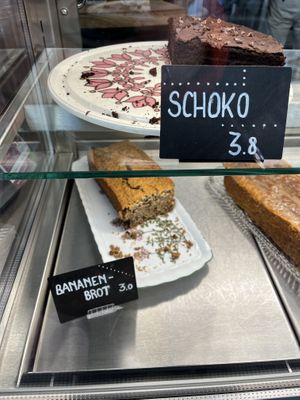 SCHOKO
3.8
BANANEN-
BROT 3.0